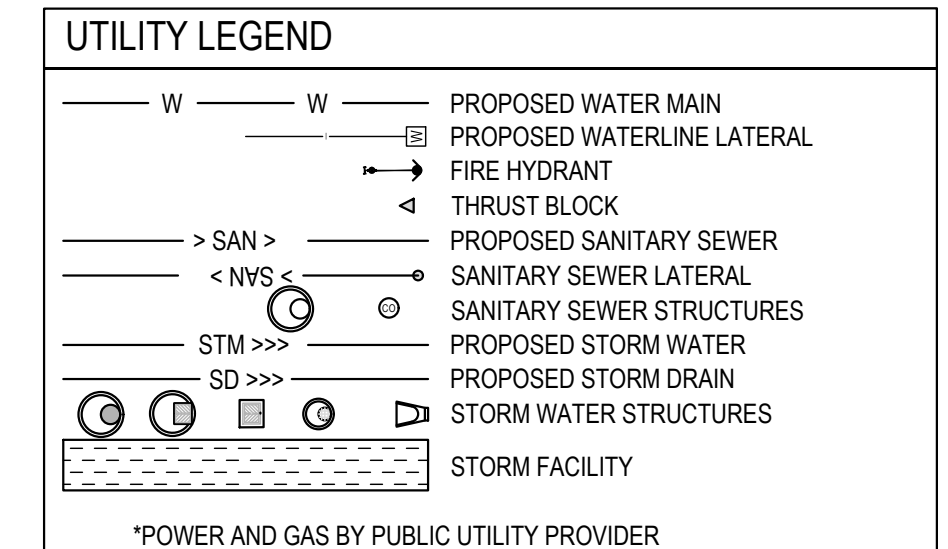 UTILITY LEGEND
W W PROPOSED WATER MAIN
W PROPOSED WATERLINE LATERAL
FIRE HYDRANT
THRUST BLOCK
> SAN > PROPOSED SANITARY SEWER
< SAN < SANITARY SEWER LATERAL
CO SANITARY SEWER STRUCTURES
STM >>> PROPOSED STORM WATER
SD >>> PROPOSED STORM DRAIN
STORM WATER STRUCTURES
STORM FACILITY
*POWER AND GAS BY PUBLIC UTILITY PROVIDER